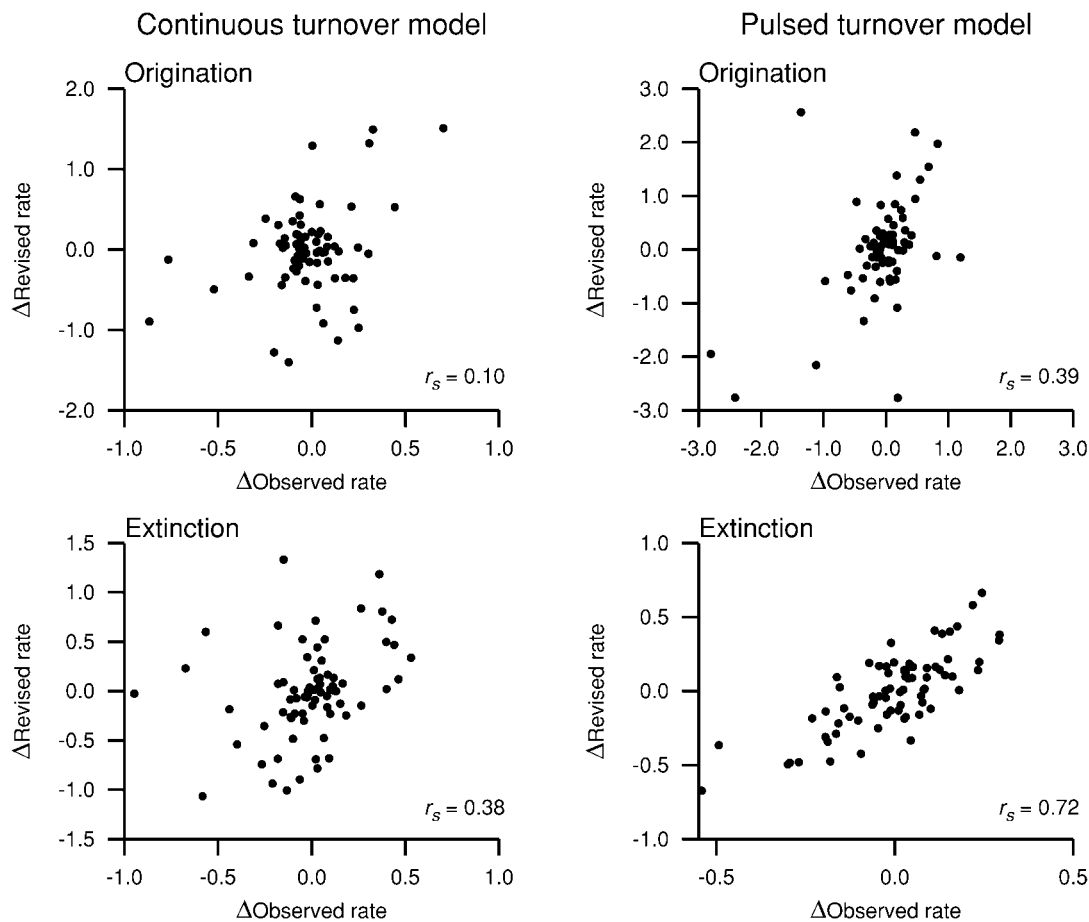 Continuous turnover model
Pulsed turnover model
Origination
2.0
1.0
0.0
-1.0
-2.0
ΔRevised rate
rs = 0.10
-1.0 -0.5 0.0 0.5 1.0
ΔObserved rate
Origination
3.0
2.0
1.0
0.0
-1.0
-2.0
-3.0
ΔRevised rate
rs = 0.39
-3.0 -2.0 -1.0 0.0 1.0 2.0 3.0
ΔObserved rate
Extinction
1.5
1.0
0.5
0.0
-0.5
-1.0
-1.5
ΔRevised rate
rs = 0.38
-1.0 -0.5 0.0 0.5 1.0
ΔObserved rate
Extinction
1.0
0.5
0.0
-0.5
-1.0
ΔRevised rate
rs = 0.72
-0.5 0.0 0.5
ΔObserved rate